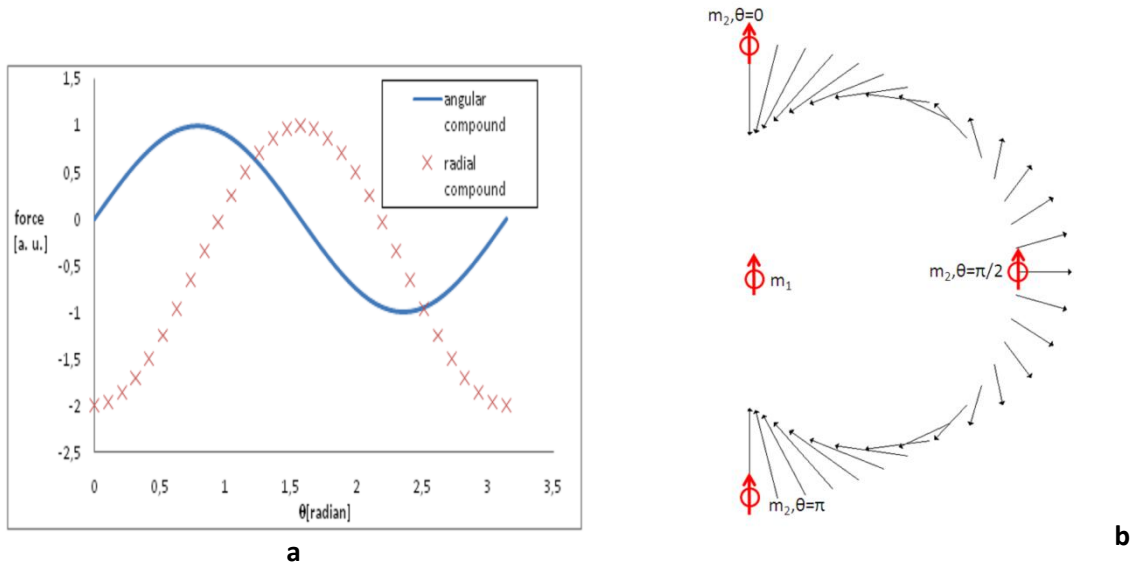 1,5
1
0,5
0
-0,5
-1
-1,5
-2
-2,5
force
[a. u.]
angular
compound
radial
compound
0 0,5 1 1,5 2 2,5 3 3,5
θ[radian]
a
m2,θ=0
m1
m2,θ=π/2
m2,θ=π
b